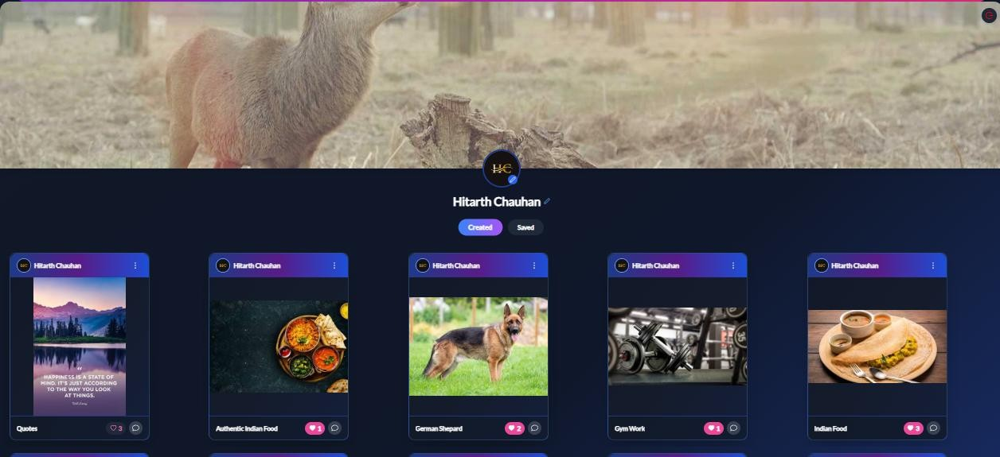 HC
Hitarth Chauhan
Created
Saved
Hitarth Chauhan
HAPPINESS IS A STATE OF
MIND. IT'S JUST ACCORDING
TO THE WAY YOU LOOK
AT THINGS.
Quotes
3
Hitarth Chauhan
Authentic Indian Food
1
Hitarth Chauhan
German Shepard
2
Hitarth Chauhan
Gym Work
1
Hitarth Chauhan
Indian Food
3